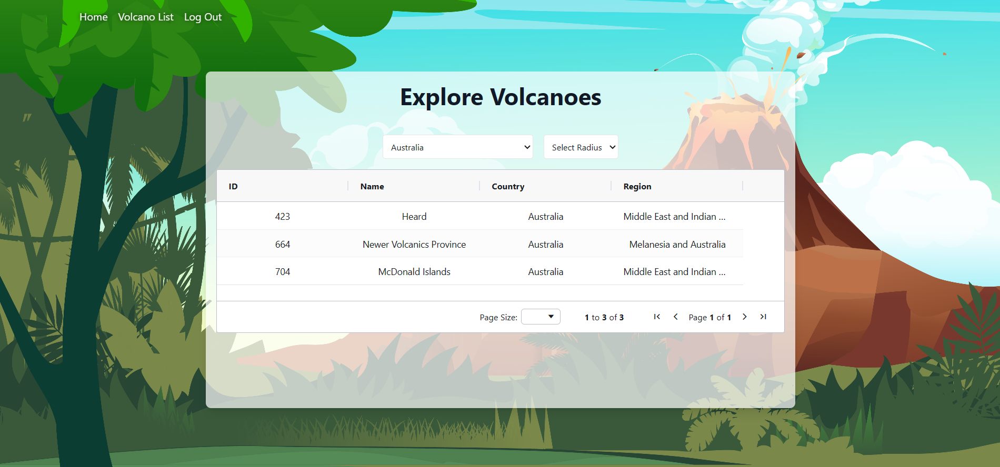 Home Volcano List Log Out
Explore Volcanoes
Australia Select Radius
ID Name Country Region
423 Heard Australia Middle East and Indian ...
664 Newer Volcanics Province Australia Melanesia and Australia
704 McDonald Islands Australia Middle East and Indian ...
Page Size: 1 to 3 of 3 Page 1 of 1